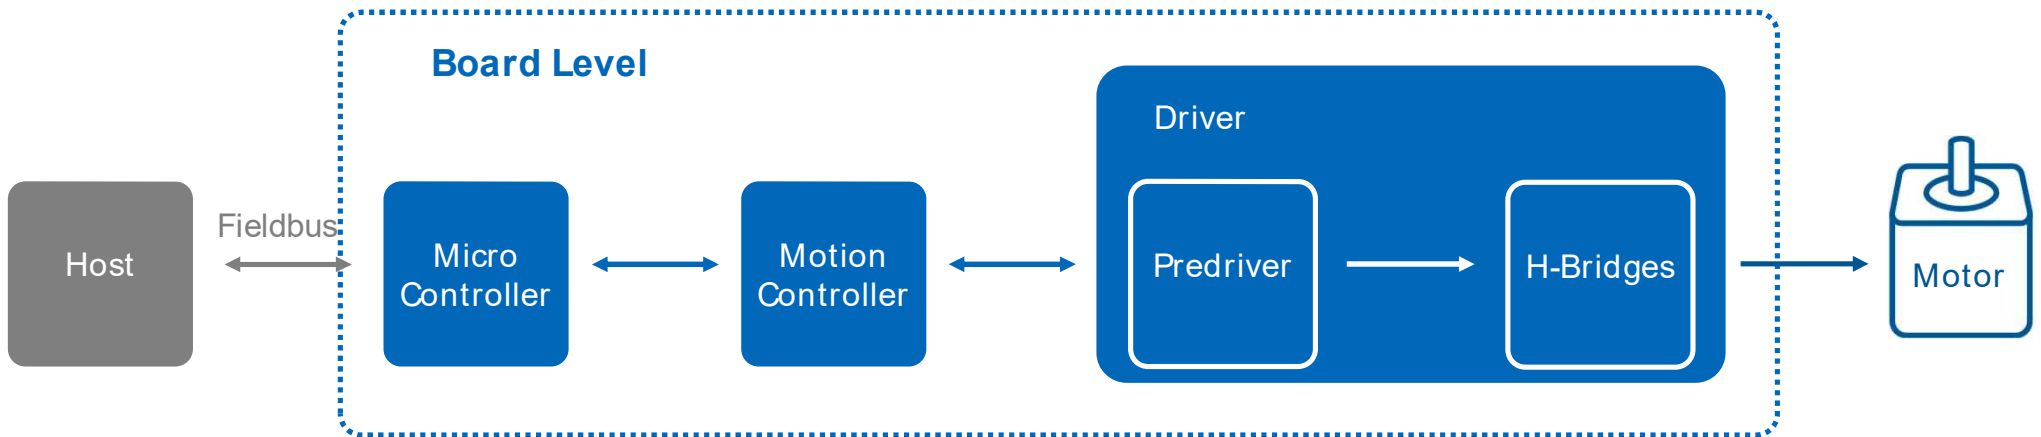 Board Level
Driver
Host
Fieldbus
Micro
Controller
Motion
Controller
Predriver
H-Bridges
Motor